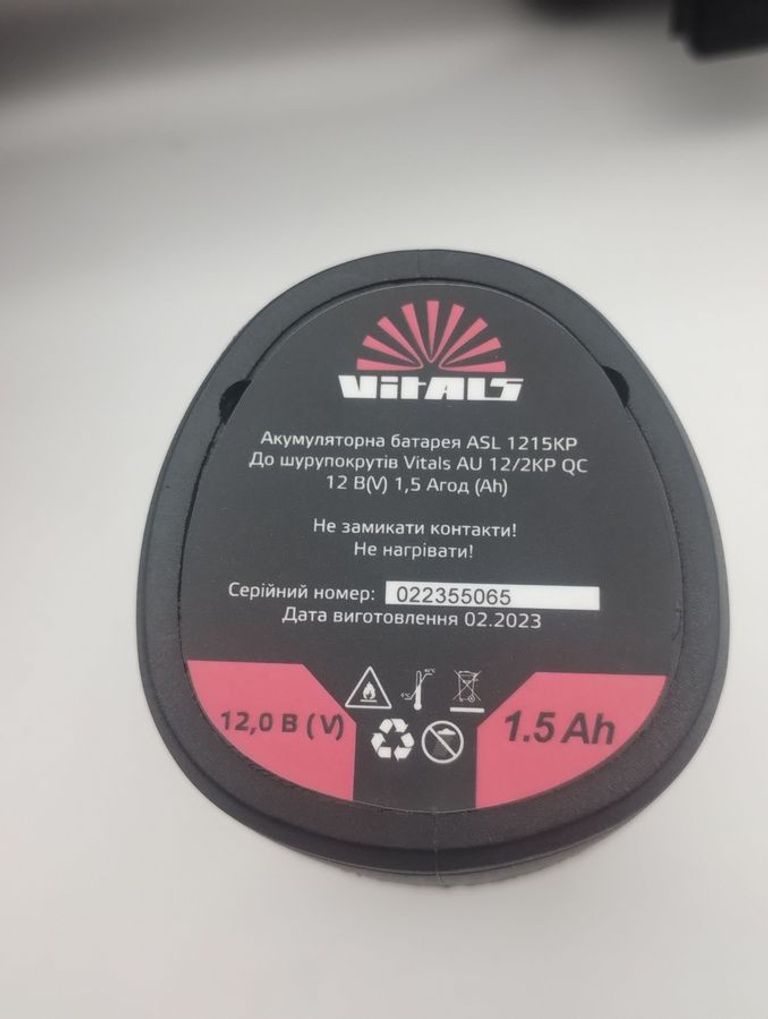 VitALS
Акумуляторна батарея ASL 1215KP
До шурупокрутів Vitals AU 12/2KP QC
12 В(V) 1,5 Агод (Ah)
Не замикати контакти!
Не нагрівати!
Серійний номер: 022355065
Дата виготовлення 02.2023
12,0 В (V)
1.5 Ah